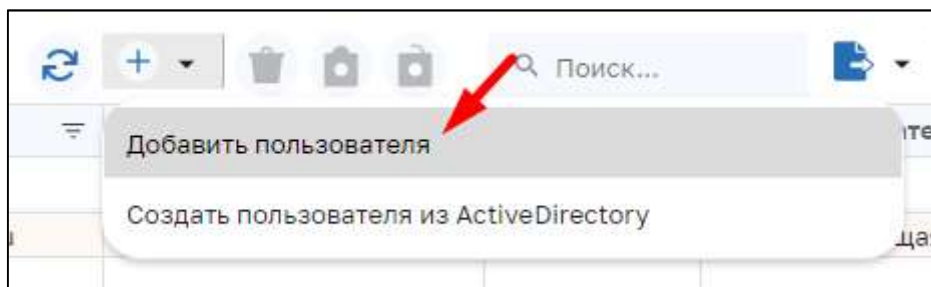 Поиск...
Добавить пользователя
Создать пользователя из ActiveDirectory